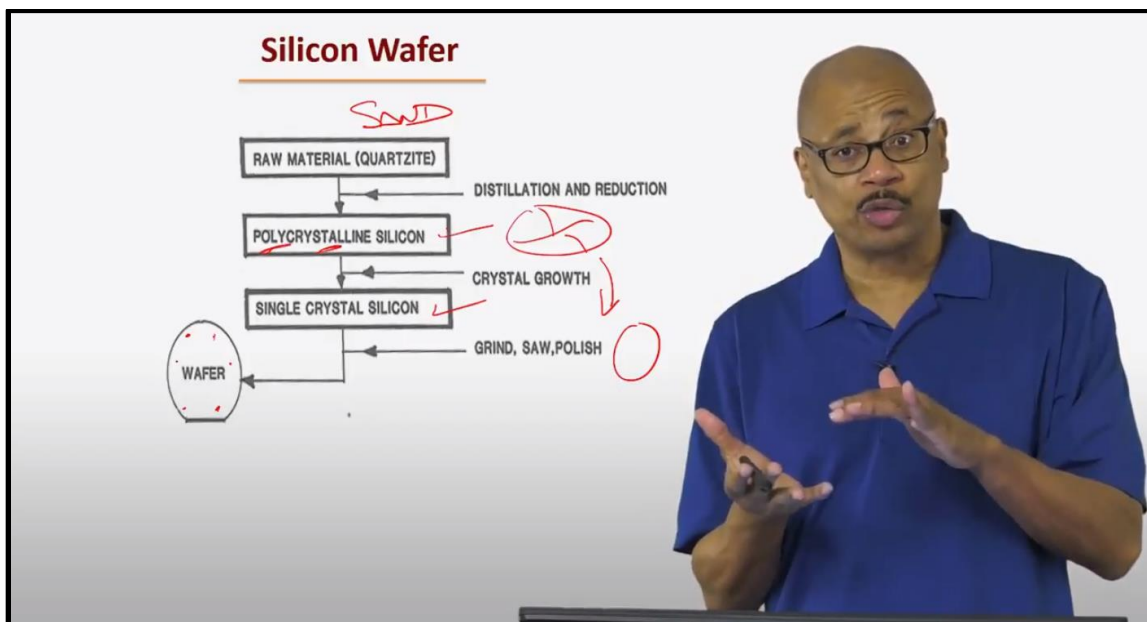 Silicon Wafer
SAND
RAW MATERIAL (QUARTZITE)
DISTILLATION AND REDUCTION
POLYCRYSTALLINE SILICON
CRYSTAL GROWTH
SINGLE CRYSTAL SILICON
GRIND, SAW,POLISH
WAFER